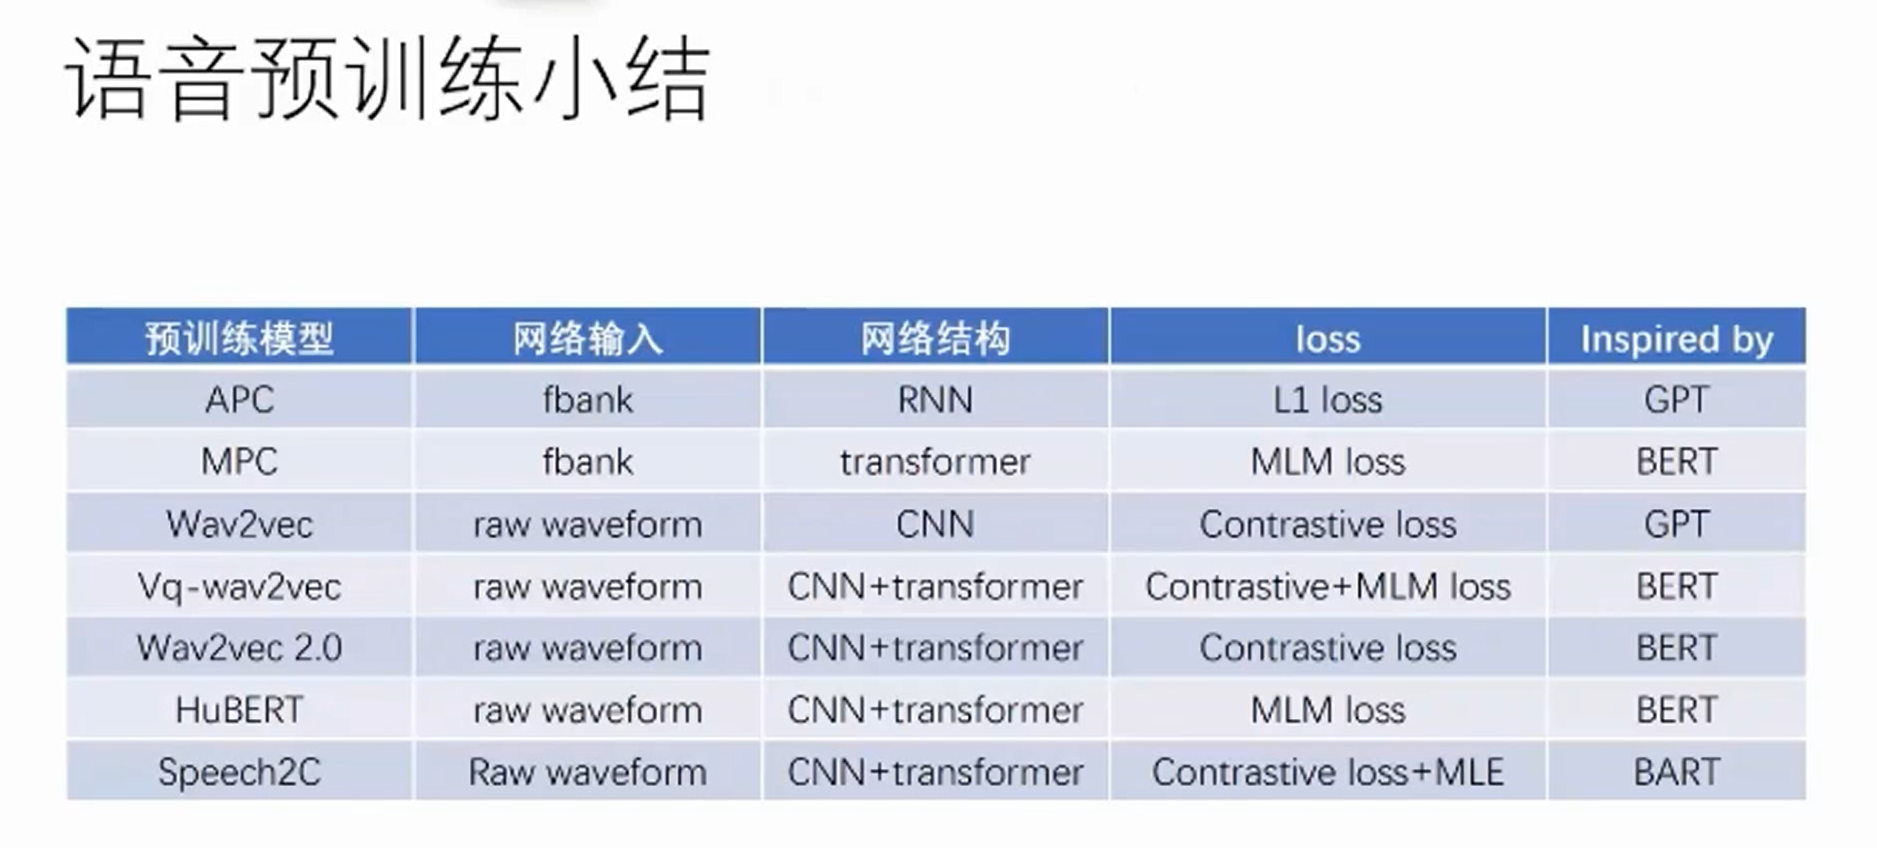 语音预训练小结
预训练模型 网络输入 网络结构 loss Inspired by
APC fbank RNN L1 loss GPT
MPC fbank transformer MLM loss BERT
Wav2vec raw waveform CNN Contrastive loss GPT
Vq-wav2vec raw waveform CNN+transformer Contrastive+MLM loss BERT
Wav2vec 2.0 raw waveform CNN+transformer Contrastive loss BERT
HuBERT raw waveform CNN+transformer MLM loss BERT
Speech2C Raw waveform CNN+transformer Contrastive loss+MLE BART